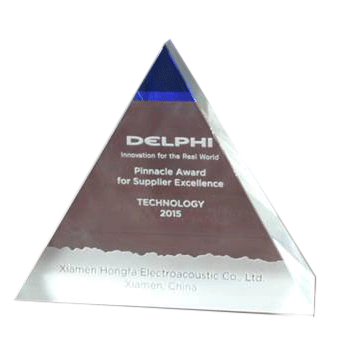 DELPHI
Innovation for the Real World
Pinnacle Award
for Supplier Excellence
TECHNOLOGY
2015
Xiamen Hongfa Electroacoustic Co., Ltd.
Xiamen, China